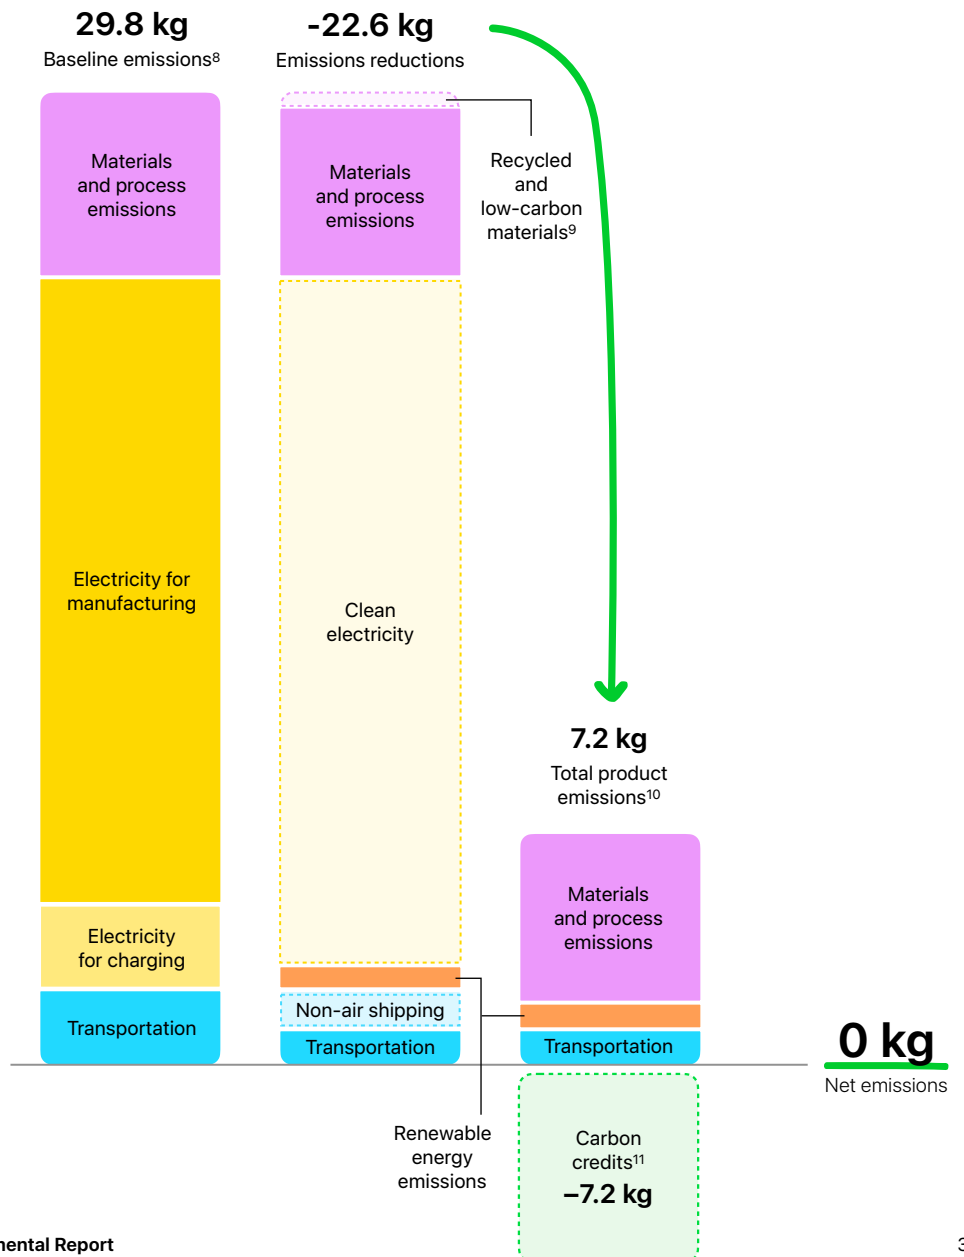 29.8 kg
Baseline emissions⁸
-22.6 kg
Emissions reductions
Materials
and process
emissions
Electricity for
manufacturing
Electricity
for charging
Transportation
Materials
and process
emissions
Recycled
and
low-carbon
materials⁹
Clean
electricity
Non-air shipping
Transportation
Renewable
energy
emissions
7.2 kg
Total product
emissions¹⁰
Materials
and process
emissions
Transportation
Carbon
credits¹¹
–7.2 kg
0 kg
Net emissions
mental Report
3